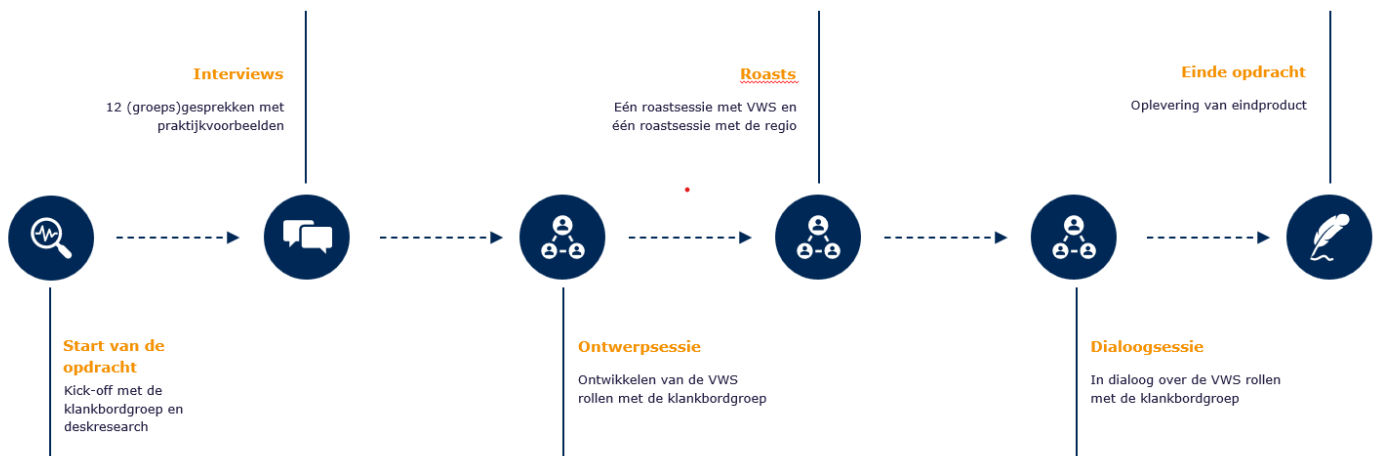 Start van de
opdracht
Kick-off met de
klankbordgroep en
deskresearch
Interviews
12 (groeps)gesprekken met
praktijkvoorbeelden
Ontwerpsessie
Ontwikkelen van de VWS
rollen met de klankbordgroep
Roasts
Eén roastsessie met VWS en
één roastsessie met de regio
Dialoogsessie
In dialoog over de VWS rollen
met de klankbordgroep
Einde opdracht
Oplevering van eindproduct